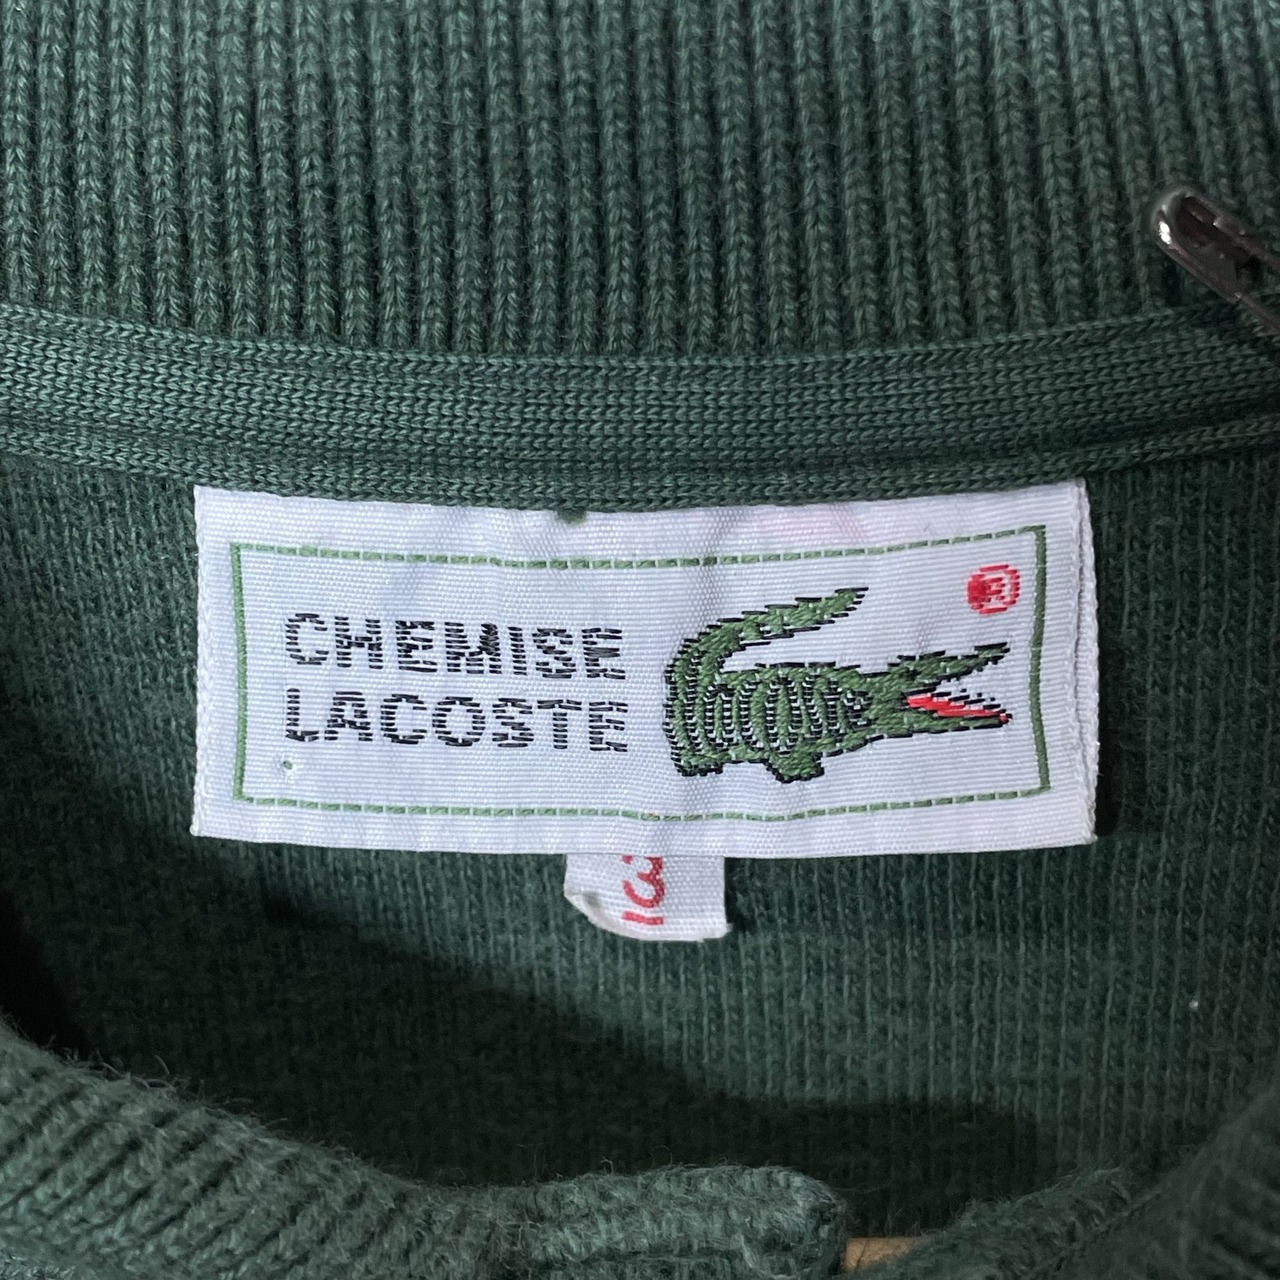 CHEMISE
LACOSTE
®
3